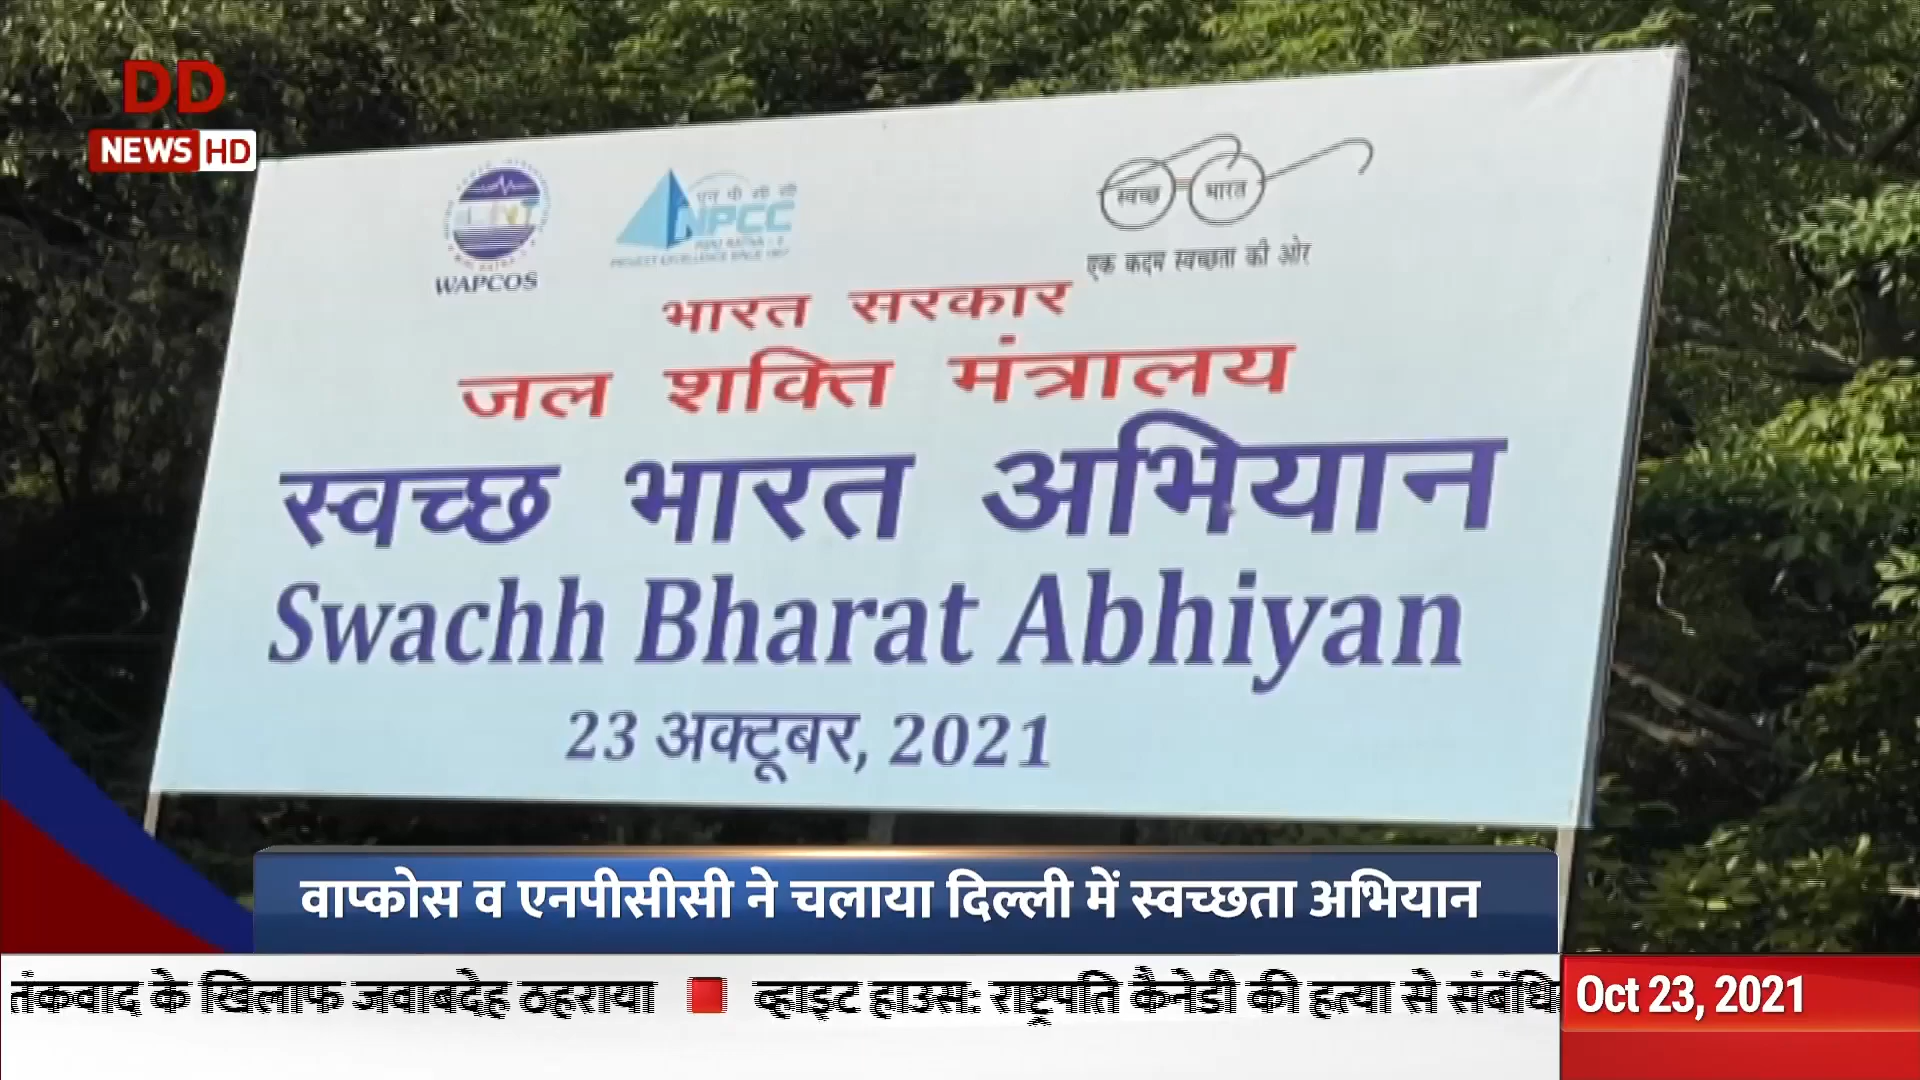 DD
NEWS HD
WAPCOS
एन पी सी सी
NPCC
स्वच्छ भारत
एक कदम स्वच्छता की ओर
भारत सरकार
जल शक्ति मंत्रालय
स्वच्छ भारत अभियान
Swachh Bharat Abhiyan
23 अक्टूबर, 2021
वाप्कोस व एनपीसीसी ने चलाया दिल्ली में स्वच्छता अभियान
तंकवाद के खिलाफ जवाबदेह ठहराया व्हाइट हाउस: राष्ट्रपति कैनेडी की हत्या से संबंधि
Oct 23, 2021